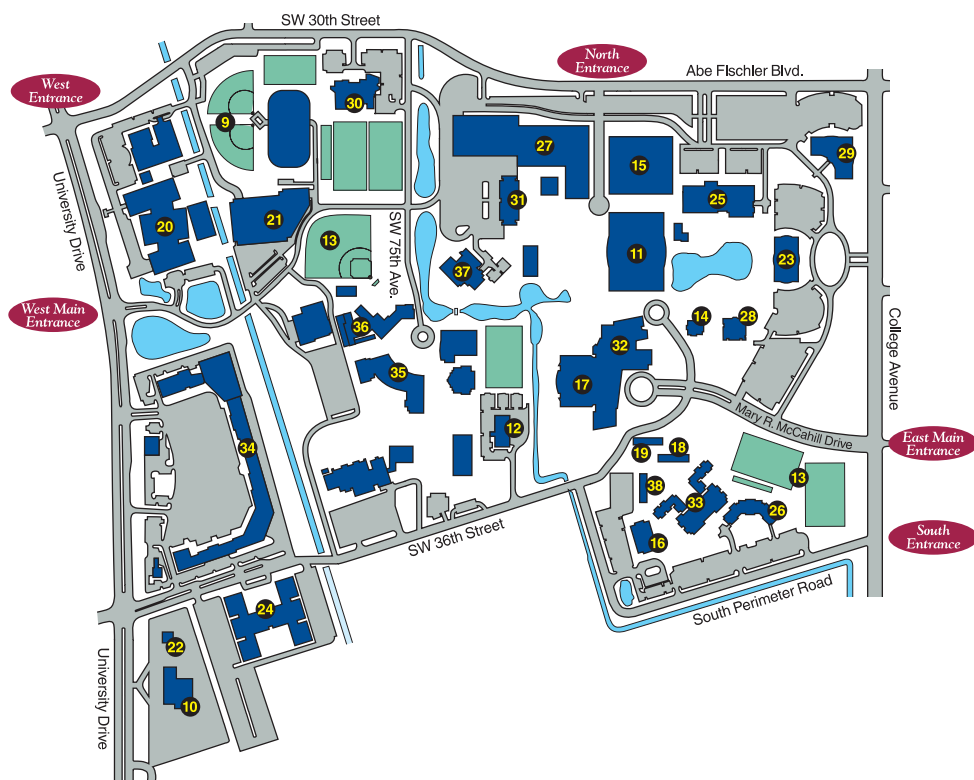 SW 30th Street
North
Entrance
Abe FIschler Blvd.
West
Entrance
30
9
27
29
15
University Drive
31
25
20
21
13
SW 75th Ave.
11
23
37
West Main
Entrance
14
28
College Avenue
36
32
35
17
Mary R. McCahill Drive
12
34
19
18
East Main
Entrance
13
38
33
26
SW 36th Street
16
South
Entrance
South Perimeter Road
24
22
University Drive
10